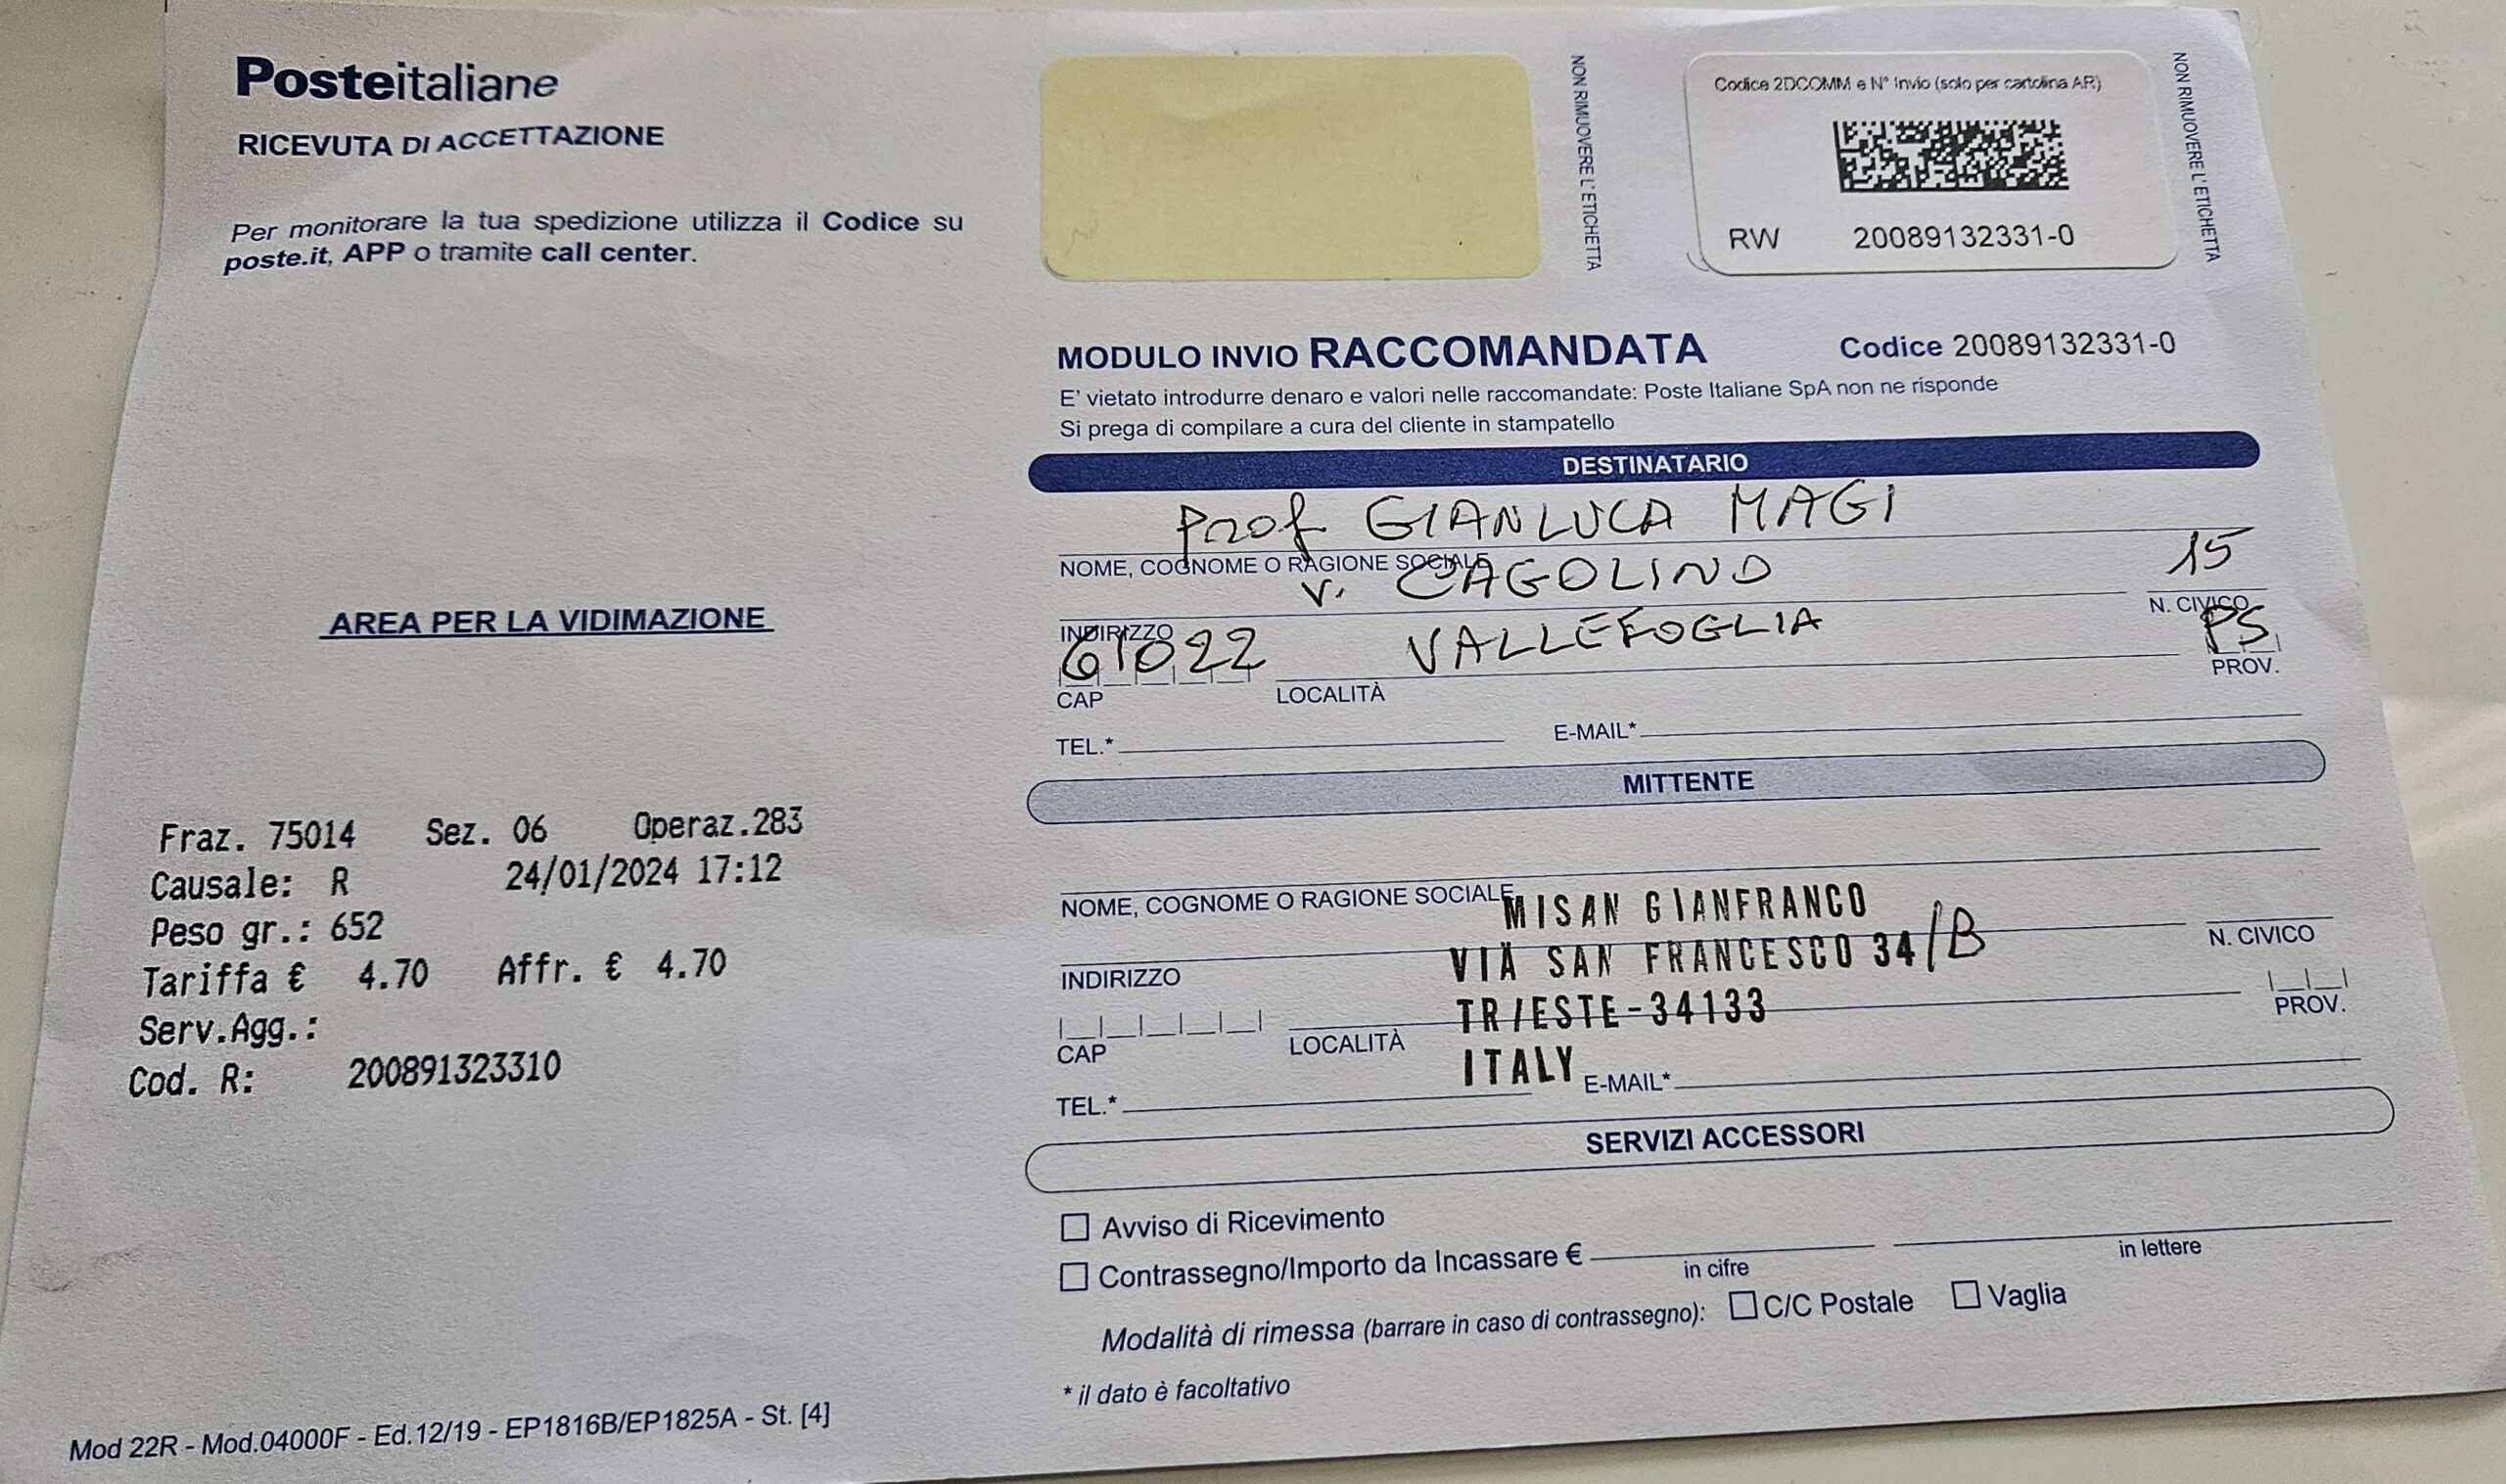 Posteitaliane
RICEVUTA DI ACCETTAZIONE
Per monitorare la tua spedizione utilizza il Codice su
poste.it, APP o tramite call center.
AREA PER LA VIDIMAZIONE
Fraz. 75014 Sez. 06 Operaz.283
Causale: R 24/01/2024 17:12
Peso gr.: 652
Tariffa € 4.70 Affr. € 4.70
Serv.Agg.:
Cod. R: 200891323310
Mod 22R - Mod.04000F - Ed.12/19 - EP1816B/EP1825A - St. [4]
NON RIMUOVERE L'ETICHETTA
Codice 2DCOMM e N° Invio (solo per cartolina AR)
RW 20089132331-0
NON RIMUOVERE L'ETICHETTA
MODULO INVIO RACCOMANDATA Codice 20089132331-0
E' vietato introdurre denaro e valori nelle raccomandate: Poste Italiane SpA non ne risponde
Si prega di compilare a cura del cliente in stampatello
DESTINATARIO
Prof GIANLUCA MAGI
NOME, COGNOME O RAGIONE SOCIALE
v. CAGOLINO 15
INDIRIZZO N. CIVICO
61022 VALLEFOGLIA PS
CAP LOCALITÀ PROV.
TEL.* E-MAIL*
MITTENTE
NOME, COGNOME O RAGIONE SOCIALE
MISAN GIANFRANCO
VIA SAN FRANCESCO 34/B
INDIRIZZO N. CIVICO
TRIESTE-34133
CAP LOCALITÀ PROV.
ITALY
TEL.* E-MAIL*
SERVIZI ACCESSORI
Avviso di Ricevimento
Contrassegno/Importo da Incassare €
in cifre in lettere
Modalità di rimessa (barrare in caso di contrassegno): C/C Postale Vaglia
* il dato è facoltativo